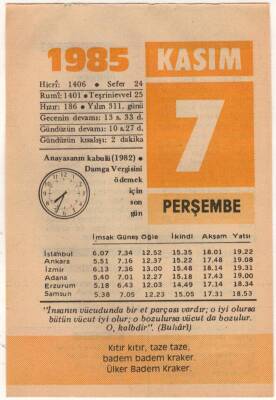 1985
KASIM
Hicrî: 1406 • Sefer 24
Rumî: 1401 • Teşrinievvel 25
Hızır: 186 • Yılın 311. günü
Gecenin devamı: 13 s. 33 d.
Gündüzün devamı: 10 s.27 d.
Gündüzün kısalışı: 2 dakika
7
PERŞEMBE
Anayasanın kabulü (1982) •
Damga Vergisini
ödemek
için
son
gün
İmsak Güneş Öğle İkindi Akşam Yatsı
İstanbul 6.07 7.34 12.52 15.35 18.01 19.22
Ankara 5.51 7.16 12.37 15.22 17.48 19.08
İzmir 6.13 7.36 13.00 15.48 18.14 19.31
Adana 5.40 7.01 12.27 15.17 17.44 19.00
Erzurum 5.18 6.43 12.03 14.49 17.14 18.34
Samsun 5.38 7.05 12.23 15.05 17.31 18.53
"İnsanın vücudunda bir et parçası vardır; o iyi olursa
bütün vücut iyi olur; o bozulursa vücut da bozulur.
O, kalbdir". (Buhârî)
Kıtır kıtır, taze taze,
badem badem kraker.
Ülker Badem Kraker.